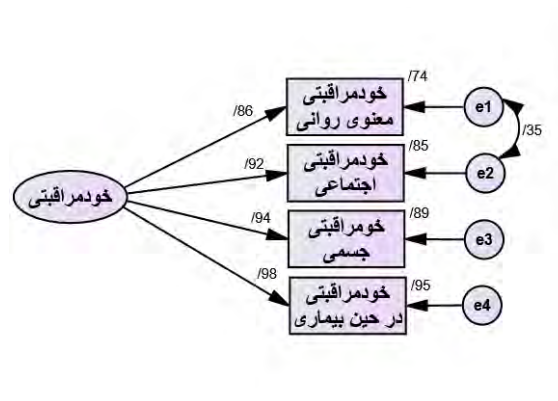 /74
خودمراقبتی
معنوی روانی
e1
/86
/35
/85
خودمراقبتی
اجتماعی
e2
/92
خودمراقبتی
/89
خومراقبتی
جسمی
e3
/94
/98
/95
خودمراقبتی
در حین بیماری
e4